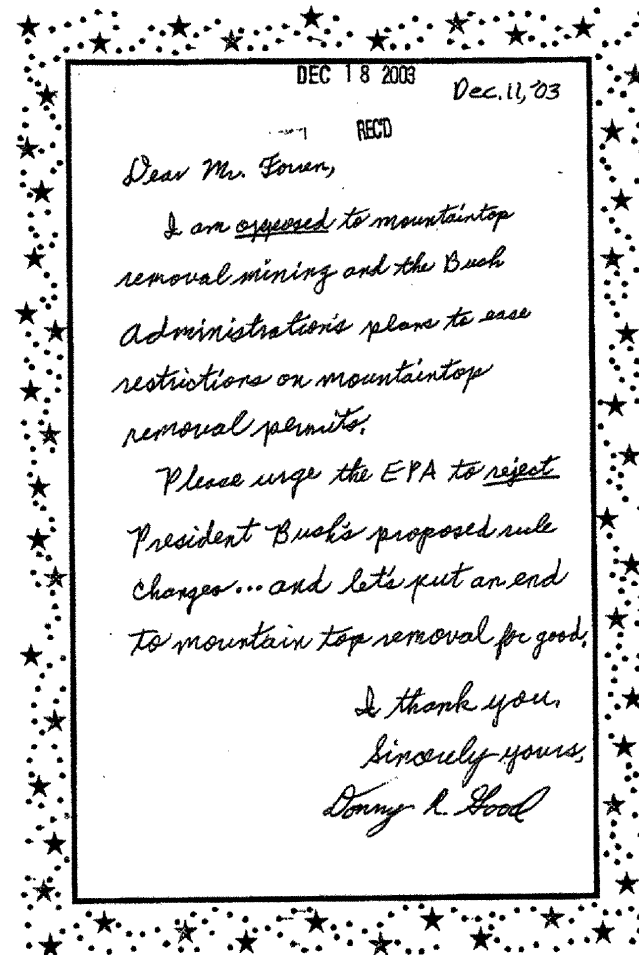 DEC 18 2003
Dec. 11, '03
REC'D
Dear Mr. Forren,
I am opposed to mountaintop
removal mining and the Bush
Administration's plans to ease
restrictions on mountaintop
removal permits.
Please urge the EPA to reject
President Bush's proposed rule
changes... and let's put an end
to mountain top removal for good.
I thank you.
Sincerely yours,
Donny R. Good